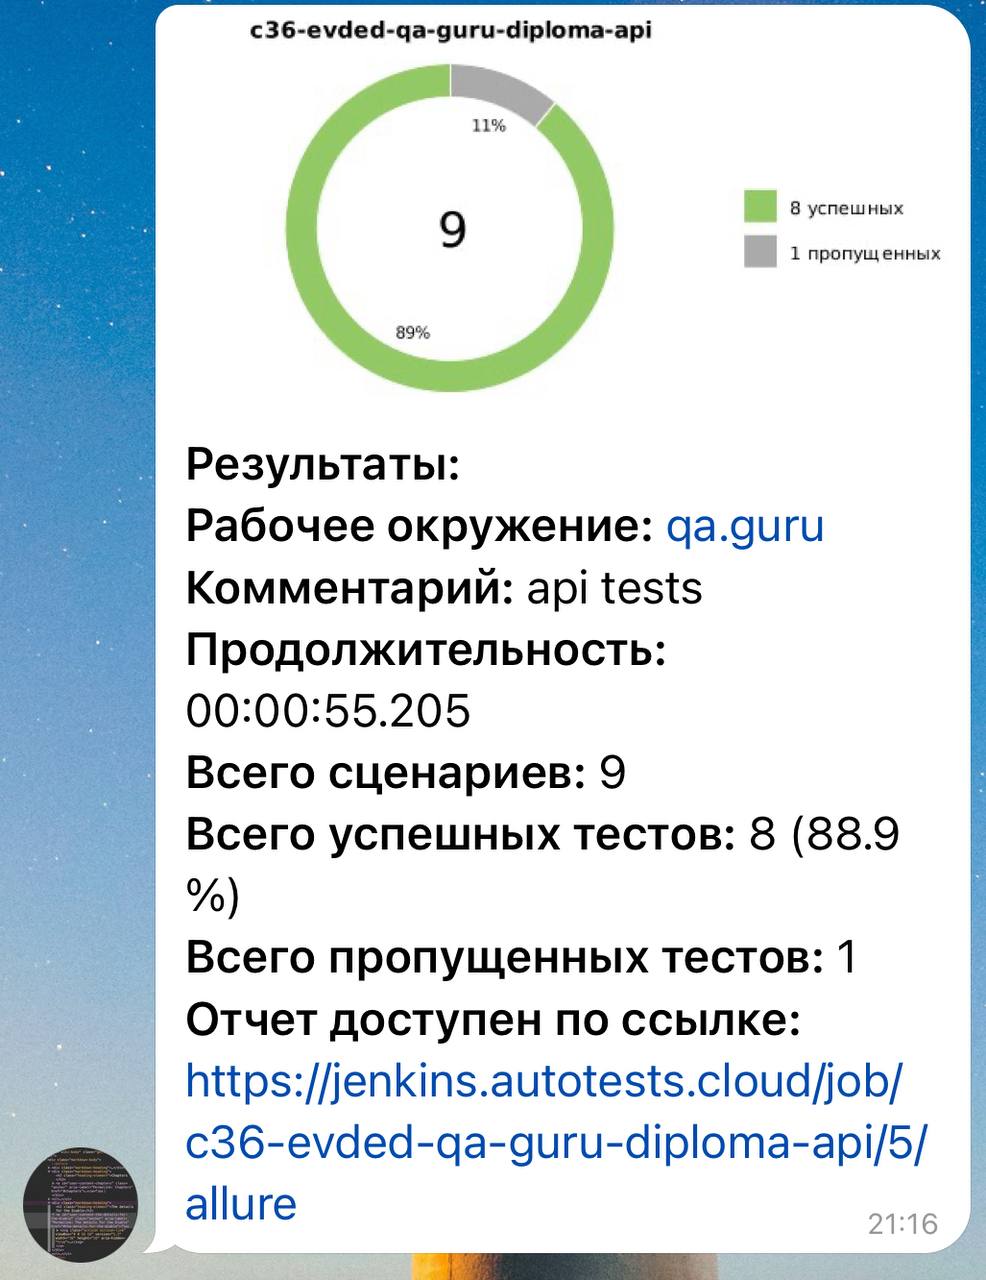 c36-evded-qa-guru-diploma-api
11%
9
89%
8 успешных
1 пропущенных
Результаты:
Рабочее окружение: qa.guru
Комментарий: api tests
Продолжительность:
00:00:55.205
Всего сценариев: 9
Всего успешных тестов: 8 (88.9
%)
Всего пропущенных тестов: 1
Отчет доступен по ссылке:
https://jenkins.autotests.cloud/job/
c36-evded-qa-guru-diploma-api/5/
allure
21:16